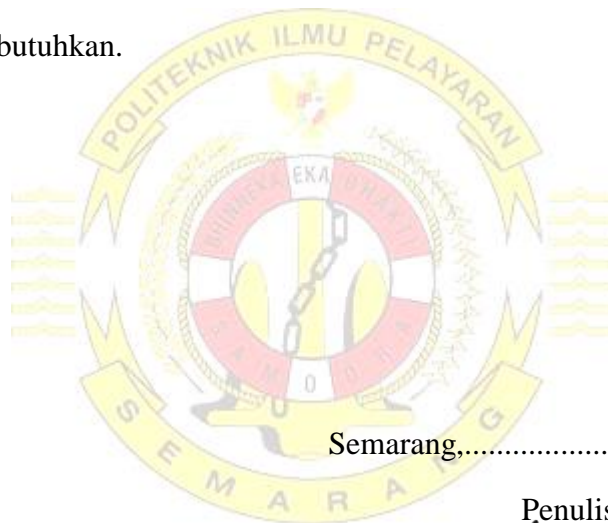 butuhkan.
POLITEKNIK ILMU PELAYARAN
EKA
SEMARANG
Semarang,..................
Penulis